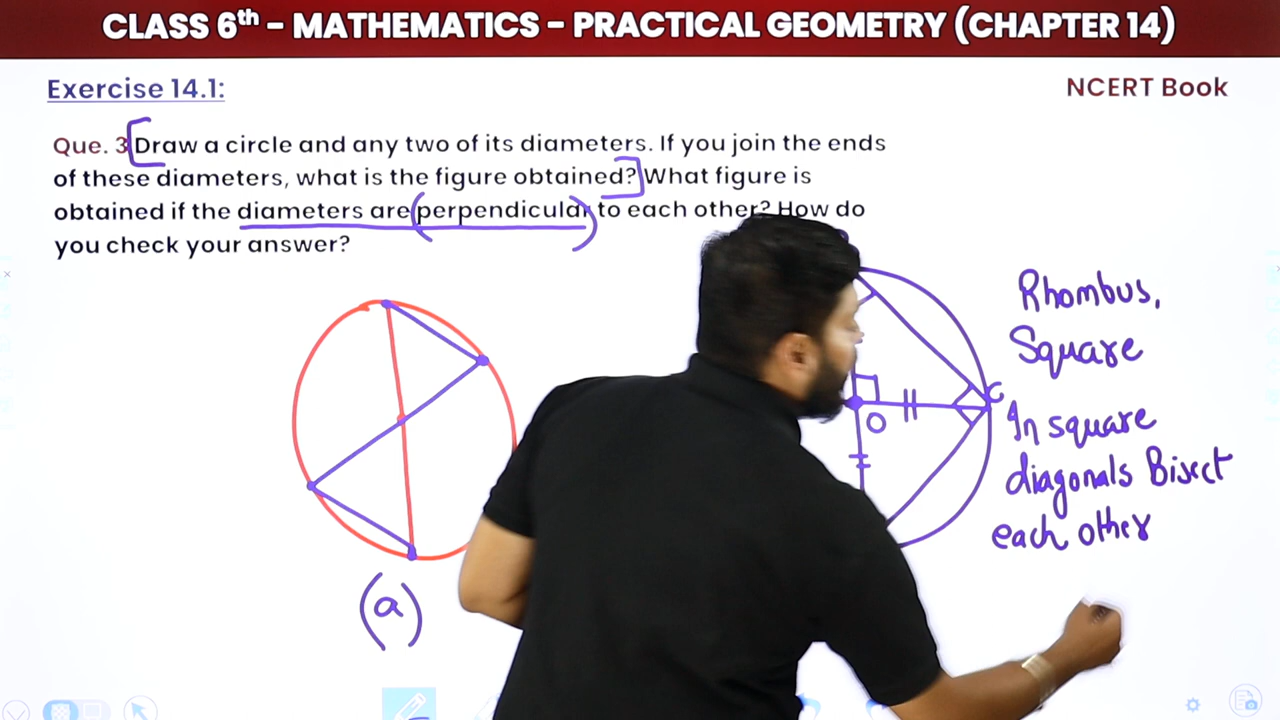 CLASS 6th - MATHEMATICS - PRACTICAL GEOMETRY (CHAPTER 14)
Exercise 14.1:
NCERT Book
Que. 3 Draw a circle and any two of its diameters. If you join the ends
of these diameters, what is the figure obtained? What figure is
obtained if the diameters are perpendicular to each other? How do
you check your answer?
Rhombus,
Square
C
O
In square
diagonals Bisect
each other
(a)